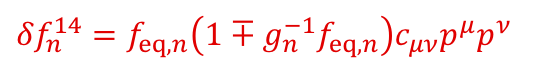 δf_n^{14} = f_{eq,n}(1 ∓ g_n^{-1} f_{eq,n})c_{μν}p^μ p^ν